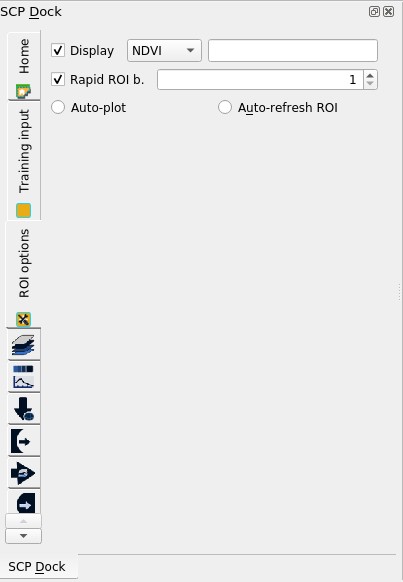 SCP Dock
Home
Training input
ROI options
Display NDVI
Rapid ROI b. 1
Auto-plot Auto-refresh ROI
SCP Dock